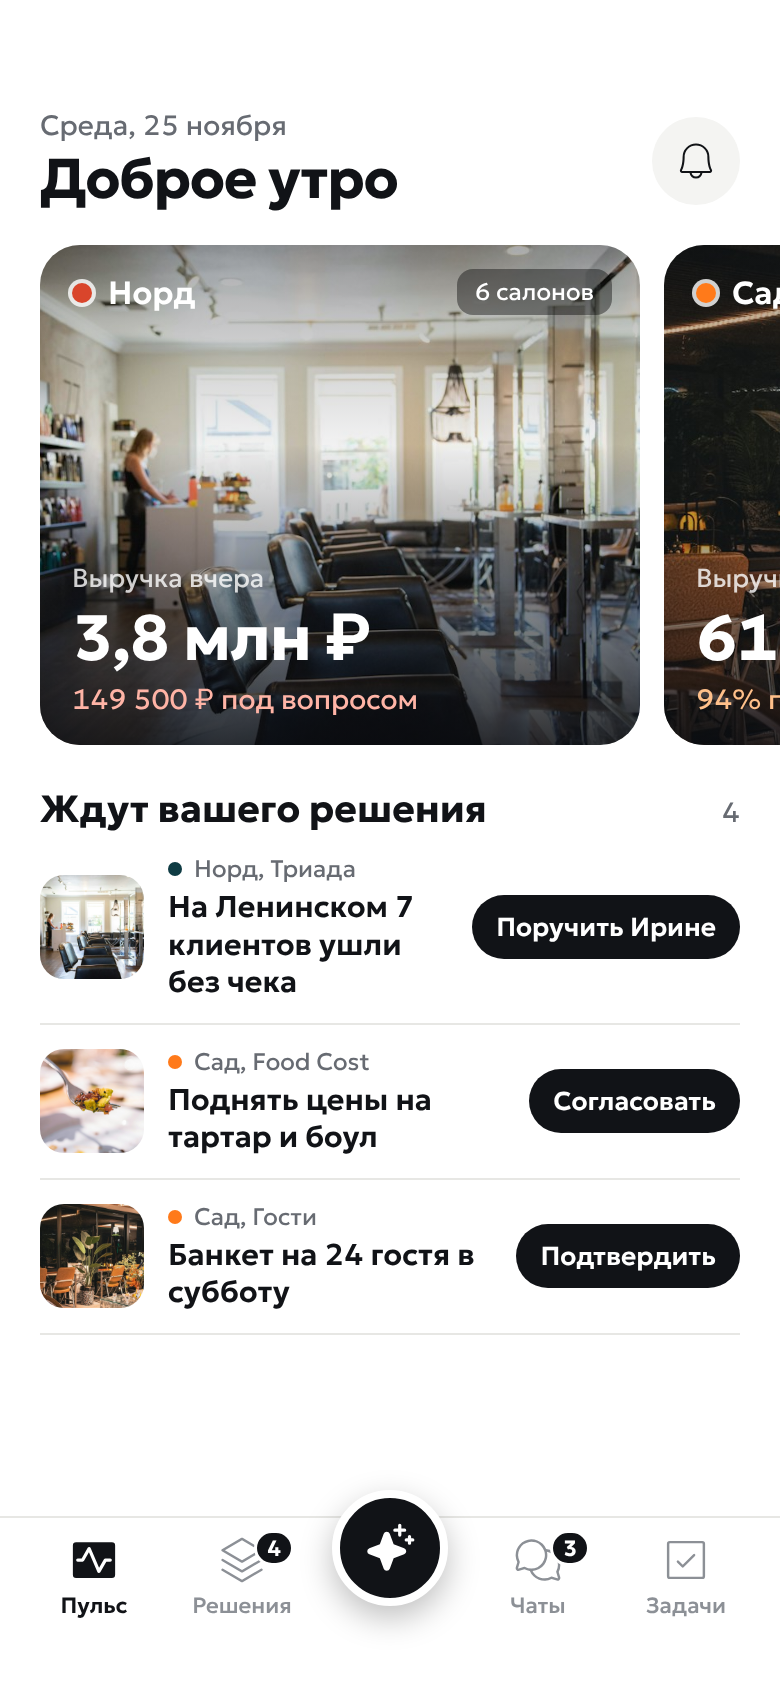 Среда, 25 ноября
Доброе утро
Норд
6 салонов
Выручка вчера
3,8 млн ₽
149 500 ₽ под вопросом
61
94%
Ждут вашего решения
4
Норд, Триада
На Ленинском 7
клиентов ушли
без чека
Поручить Ирине
Сад, Food Cost
Поднять цены на
тартар и боул
Согласовать
Сад, Гости
Банкет на 24 гостя в
субботу
Подтвердить
Пульс
4
Решения
3
Чаты
Задачи